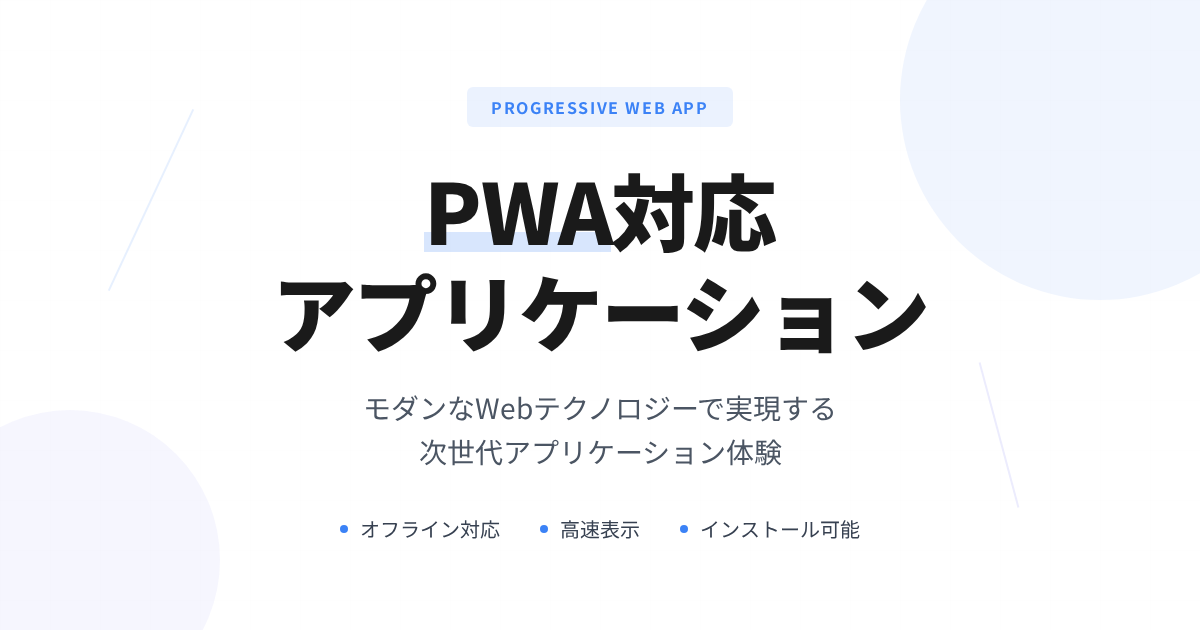 PROGRESSIVE WEB APP
PWA対応
アプリケーション
モダンなWebテクノロジーで実現する
次世代アプリケーション体験
オフライン対応 高速表示 インストール可能